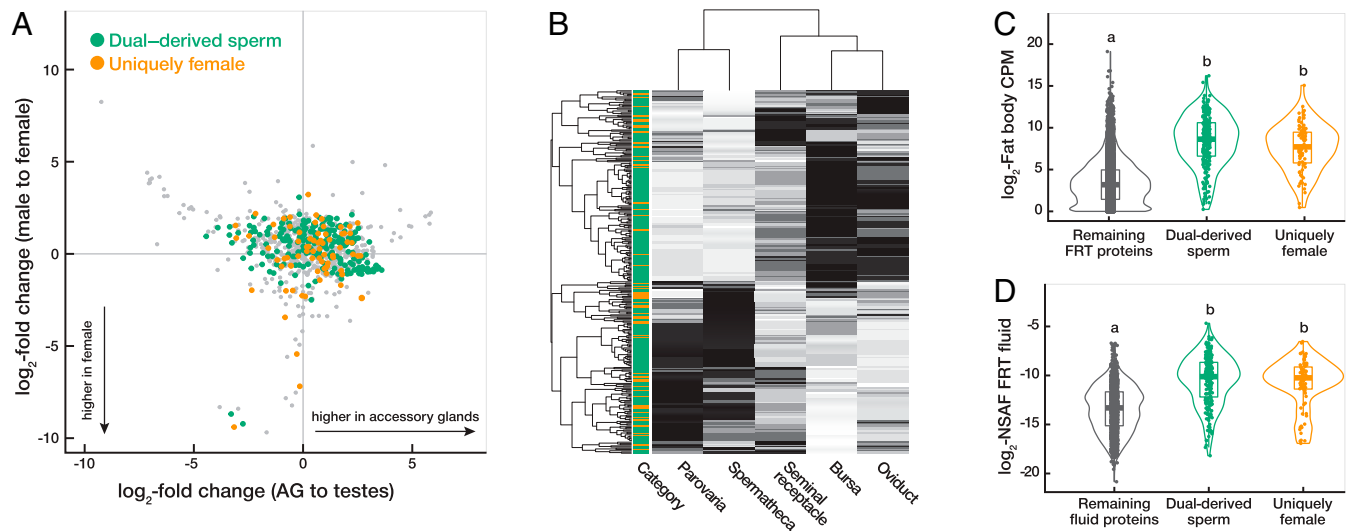 A
Dual–derived sperm
Uniquely female
log2-fold change (male to female)
10
5
0
-5
-10
higher in female
higher in accessory glands
-10
-5
0
5
log2-fold change (AG to testes)
B
Category
Parovaria
Spermatheca
Seminal
receptacle
Bursa
Oviduct
C
log2-Fat body CPM
20
15
10
5
0
a
b
b
Remaining
FRT proteins
Dual-derived
sperm
Uniquely
female
D
log2-NSAF FRT fluid
-5
-10
-15
-20
a
b
b
Remaining
fluid proteins
Dual-derived
sperm
Uniquely
female